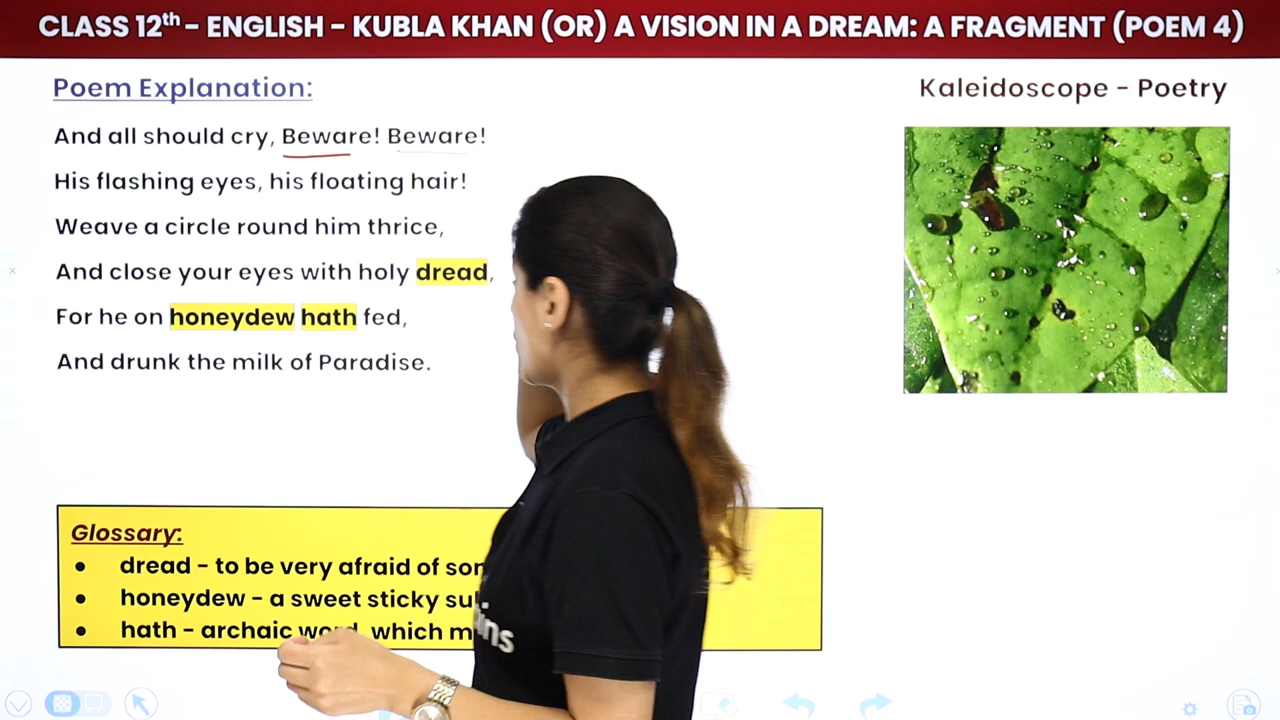 CLASS 12th - ENGLISH - KUBLA KHAN (OR) A VISION IN A DREAM: A FRAGMENT (POEM 4)
Poem Explanation:
Kaleidoscope - Poetry
And all should cry, Beware! Beware!
His flashing eyes, his floating hair!
Weave a circle round him thrice,
And close your eyes with holy dread,
For he on honeydew hath fed,
And drunk the milk of Paradise.
Glossary:
• dread - to be very afraid of
• honeydew - a sweet sticky
• hath - archaic word, which